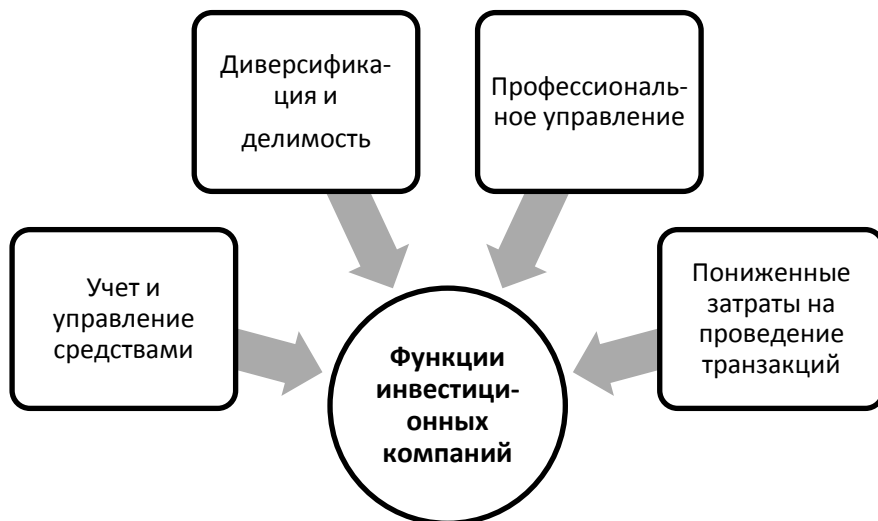 Диверсифика-
ция и
делимость
Профессиональ-
ное управление
Учет и
управление
средствами
Пониженные
затраты на
проведение
транзакций
Функции
инвестици-
онных
компаний